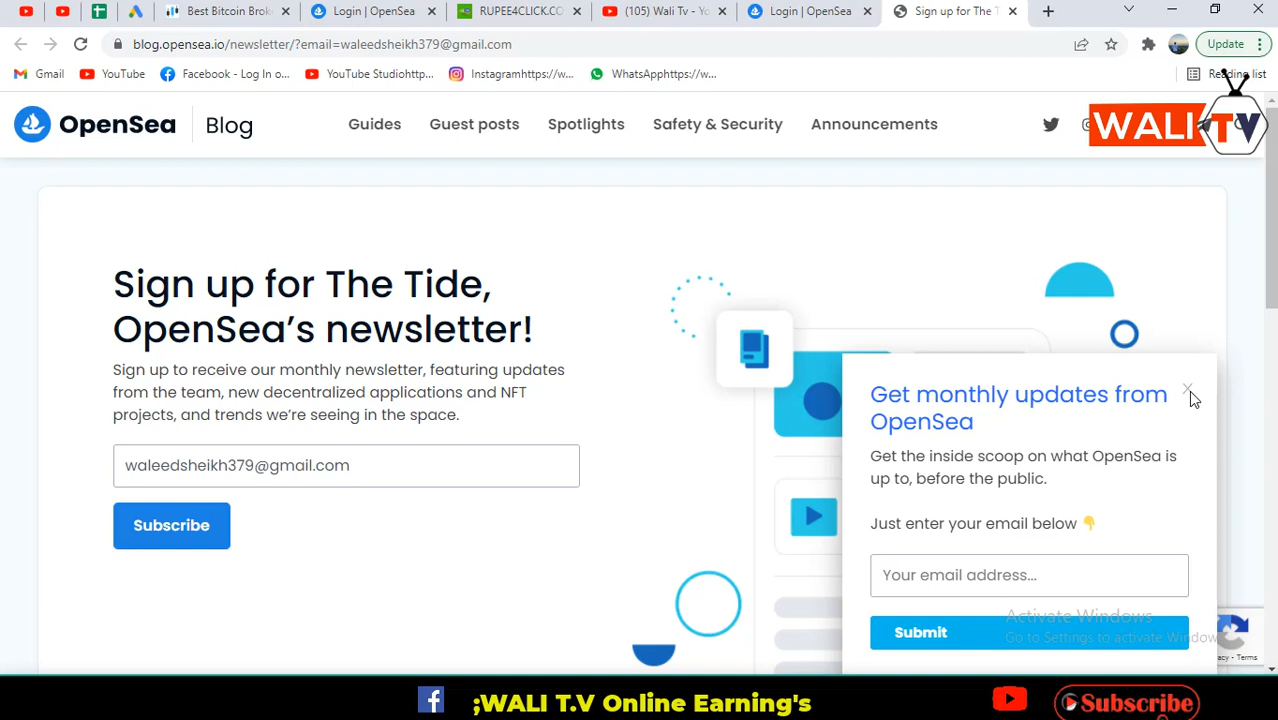 Best Bitcoin Brok
Login | OpenSea
RUPEE4CLICK.CO
(105) Wali Tv - Yo
Login | OpenSea
Sign up for The T
blog.opensea.io/newsletter/?email=waleedsheikh379@gmail.com
Update
Gmail
YouTube
Facebook - Log In o...
YouTube Studiohttp...
Instagramhttps://w...
WhatsApphttps://w...
Reading list
OpenSea
Blog
Guides
Guest posts
Spotlights
Safety & Security
Announcements
WALI TV
Sign up for The Tide,
OpenSea's newsletter!
Sign up to receive our monthly newsletter, featuring updates
from the team, new decentralized applications and NFT
projects, and trends we're seeing in the space.
waleedsheikh379@gmail.com
Subscribe
Get monthly updates from
OpenSea
X
Get the inside scoop on what OpenSea is
up to, before the public.
Just enter your email below 👇
Your email address...
Submit
Activate Windows
Go to Settings to activate Window
acy - Terms
;WALI T.V Online Earning's
Subscribe